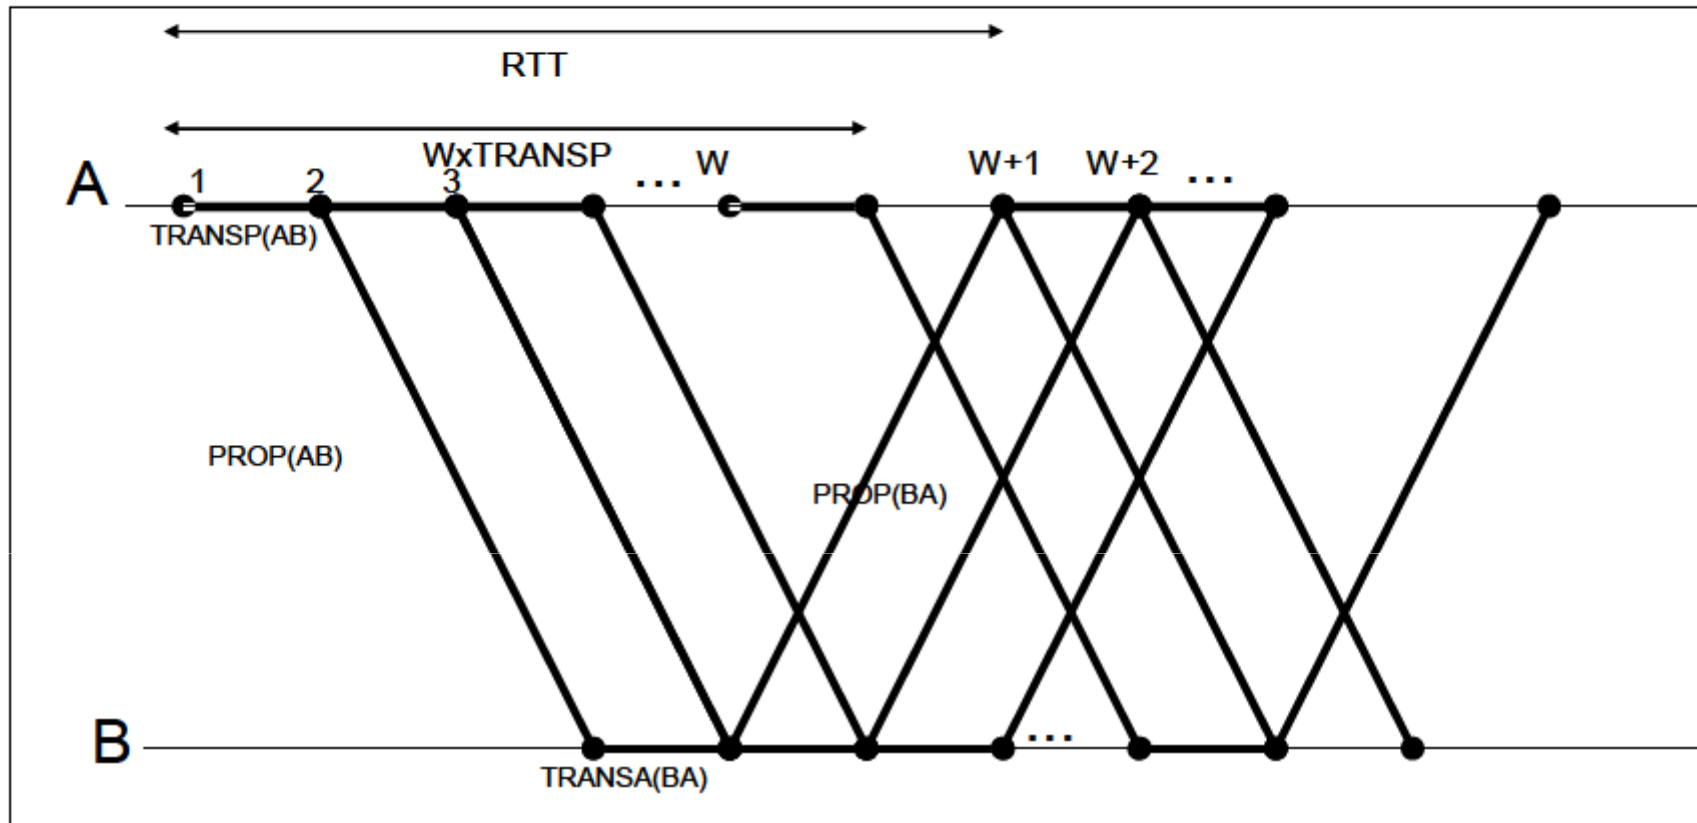 RTT
WxTRANSP
A
1
2
3
... W
W+1
W+2 ...
TRANSP(AB)
PROP(AB)
PROP(BA)
B
...
TRANSA(BA)